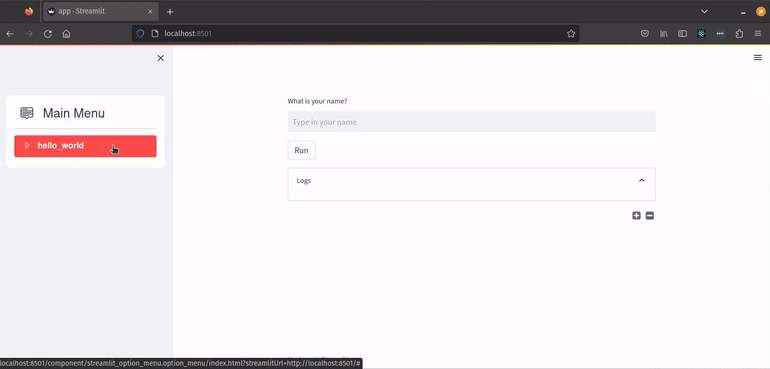 app · Streamlit
localhost:8501
Main Menu
hello_world
What is your name?
Type in your name
Run
Logs
localhost:8501/component/streamlit_option_menu.option_menu/index.html?streamlitUrl=http://localhost:8501/#